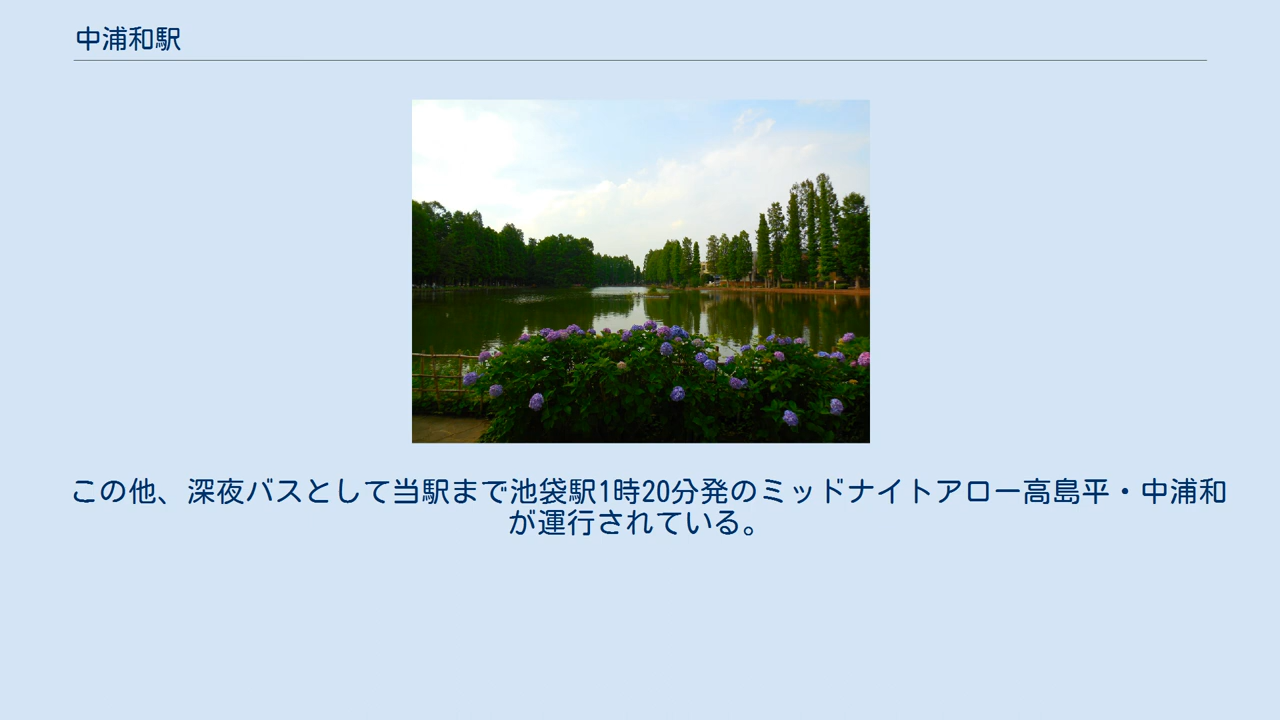 中浦和駅
この他、深夜バスとして当駅まで池袋駅1時20分発のミッドナイトアロー高島平・中浦和
が運行されている。